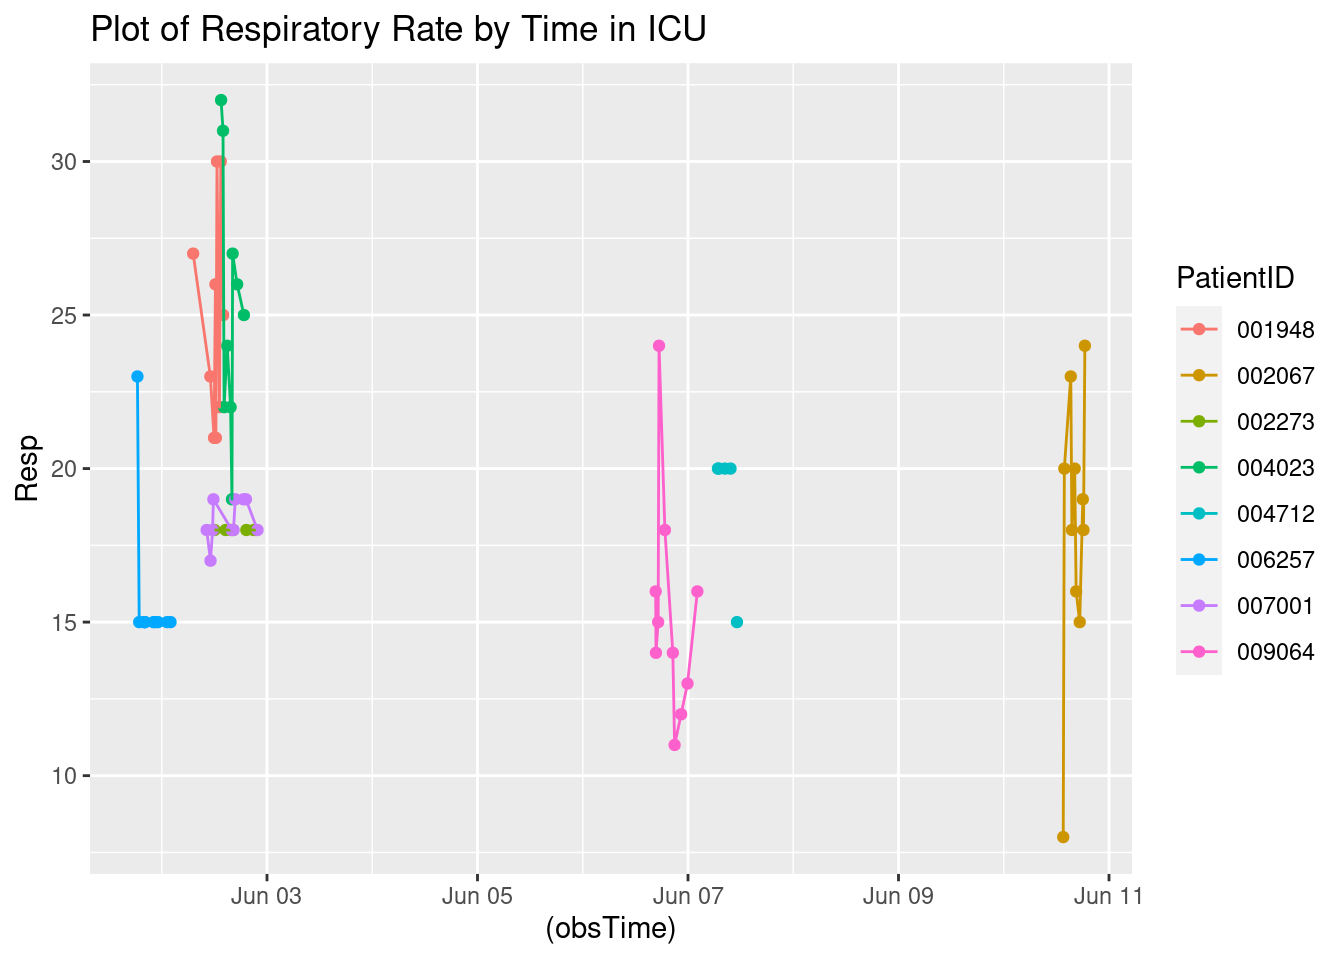 Plot of Respiratory Rate by Time in ICU
Resp
30
25
20
15
10
Jun 03
Jun 05
Jun 07
Jun 09
Jun 11
(obsTime)
PatientID
001948
002067
002273
004023
004712
006257
007001
009064